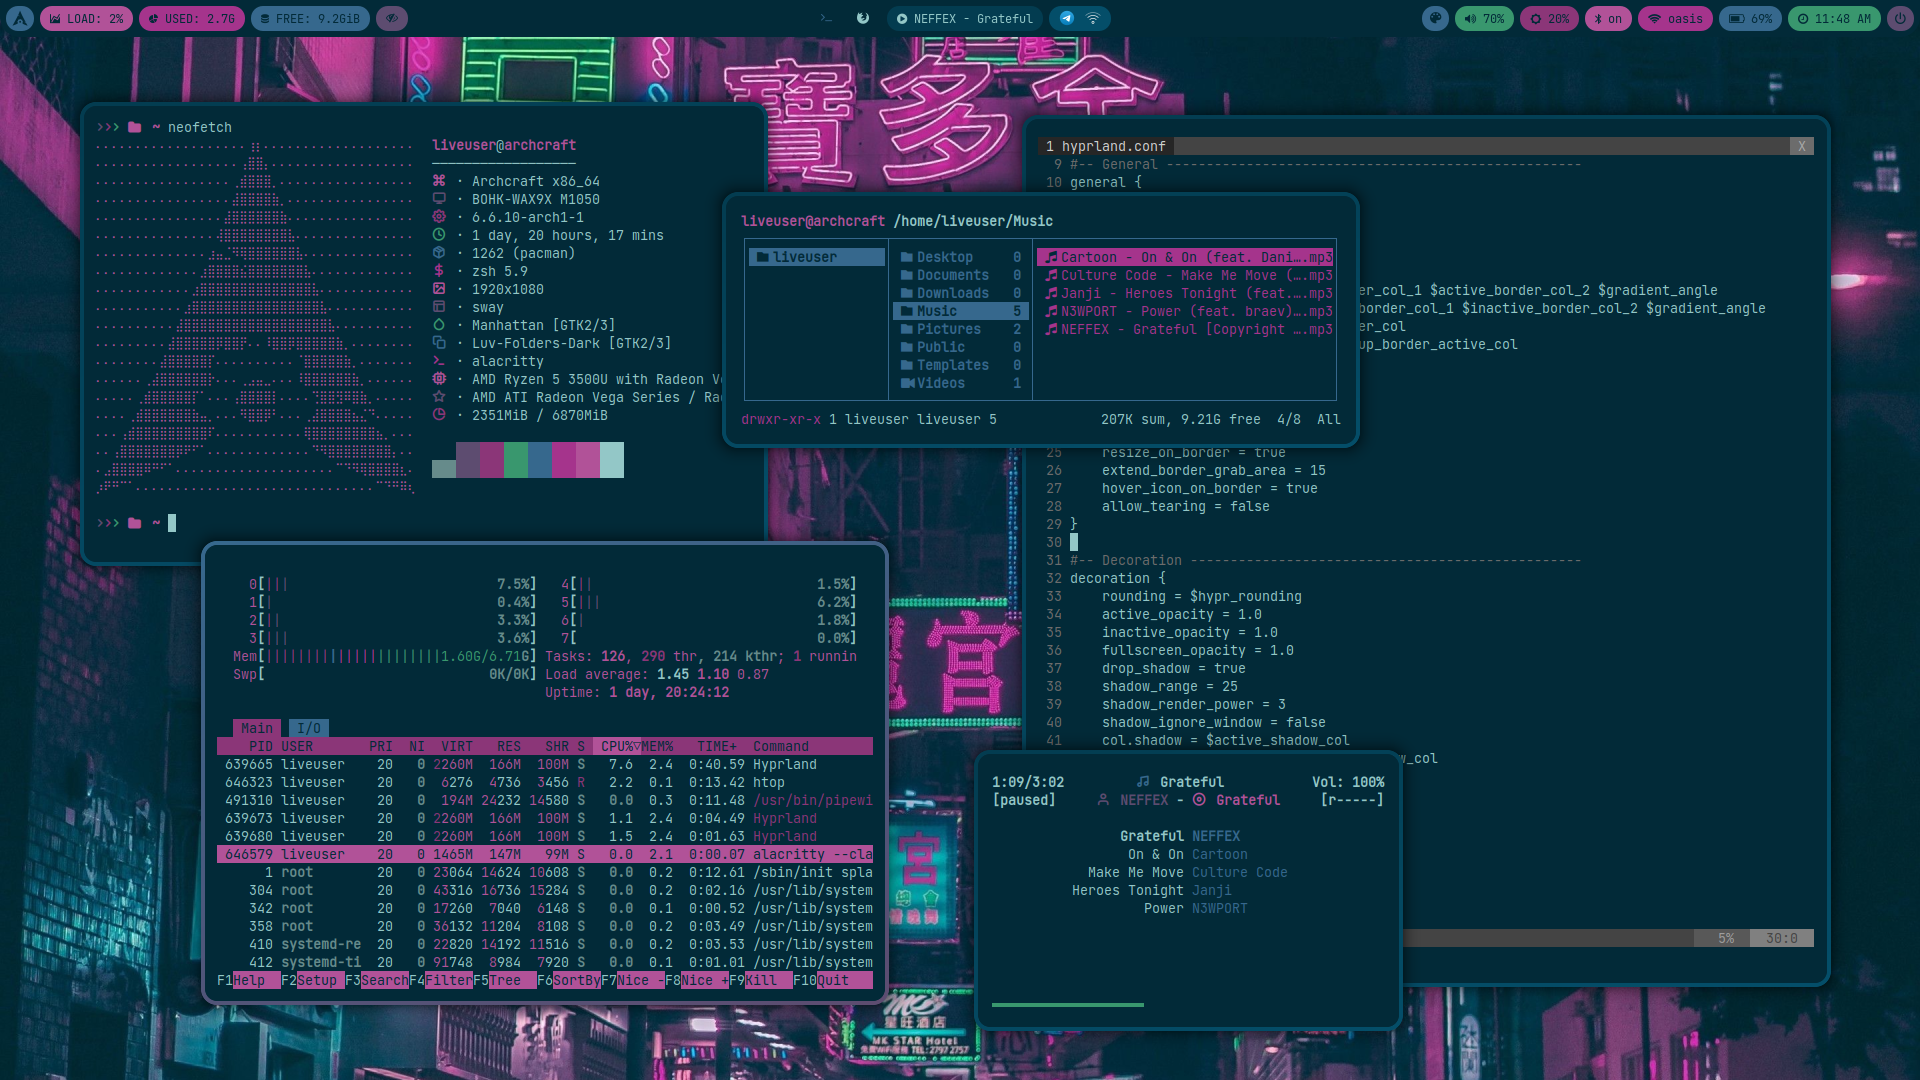 LOAD: 2% USED: 2.7G FREE: 9.2GiB NEFFEX - Grateful 70% 20% on oasis 69% 11:48 AM
寶多今
>>> ~ neofetch
liveuser@archcraft
· Archcraft x86_64
· BOHK-WAX9X M1050
· 6.6.10-arch1-1
· 1 day, 20 hours, 17 mins
· 1262 (pacman)
· zsh 5.9
· 1920x1080
· sway
· Manhattan [GTK2/3]
· Luv-Folders-Dark [GTK2/3]
· alacritty
· AMD Ryzen 5 3500U with Radeon Ve
· AMD ATI Radeon Vega Series / Rad
· 2351MiB / 6870MiB
>>> ~
liveuser@archcraft /home/liveuser/Music
liveuser
Desktop 0
Documents 0
Downloads 0
Music 5
Pictures 2
Public 0
Templates 0
Videos 1
Cartoon - On & On (feat. Dani….mp3
Culture Code - Make Me Move (….mp3
Janji - Heroes Tonight (feat.….mp3
N3WPORT - Power (feat. braev)….mp3
NEFFEX - Grateful [Copyright ….mp3
drwxr-xr-x 1 liveuser liveuser 5 207K sum, 9.21G free 4/8 All
1 hyprland.conf X
9 #-- General ----------------------------------------------------
10 general {
er_col_1 $active_border_col_2 $gradient_angle
border_col_1 $inactive_border_col_2 $gradient_angle
er_col
up_border_active_col
25 resize_on_border = true
26 extend_border_grab_area = 15
27 hover_icon_on_border = true
28 allow_tearing = false
29 }
30
31 #-- Decoration -------------------------------------------------
32 decoration {
33 rounding = $hypr_rounding
34 active_opacity = 1.0
35 inactive_opacity = 1.0
36 fullscreen_opacity = 1.0
37 drop_shadow = true
38 shadow_range = 25
39 shadow_render_power = 3
40 shadow_ignore_window = false
41 col.shadow = $active_shadow_col
w_col
5% 30:0
0[||| 7.5%] 4[|| 1.5%]
1[| 0.4%] 5[||| 6.2%]
2[|| 3.3%] 6[| 1.8%]
3[||| 3.6%] 7[ 0.0%]
Mem[||||||||||||||||||||||1.60G/6.71G] Tasks: 126, 290 thr, 214 kthr; 1 runnin
Swp[ 0K/0K] Load average: 1.45 1.10 0.87
Uptime: 1 day, 20:24:12
Main I/O
PID USER PRI NI VIRT RES SHR S CPU%▽MEM% TIME+ Command
639665 liveuser 20 0 2260M 166M 100M S 7.6 2.4 0:40.59 Hyprland
646323 liveuser 20 0 6276 4736 3456 R 2.2 0.1 0:13.42 htop
491310 liveuser 20 0 194M 24232 14580 S 0.0 0.3 0:11.48 /usr/bin/pipewi
639673 liveuser 20 0 2260M 166M 100M S 1.1 2.4 0:04.49 Hyprland
639680 liveuser 20 0 2260M 166M 100M S 1.5 2.4 0:01.63 Hyprland
646579 liveuser 20 0 1465M 147M 99M S 0.0 2.1 0:00.07 alacritty --cla
1 root 20 0 23064 14624 10608 S 0.0 0.2 0:12.61 /sbin/init spla
304 root 20 0 43316 16736 15284 S 0.0 0.2 0:02.16 /usr/lib/system
342 root 20 0 17260 7040 6148 S 0.0 0.1 0:00.52 /usr/lib/system
358 root 20 0 36132 11204 8108 S 0.0 0.2 0:03.49 /usr/lib/system
410 systemd-re 20 0 22820 14192 11516 S 0.0 0.2 0:03.53 /usr/lib/system
412 systemd-ti 20 0 91748 8984 7920 S 0.0 0.1 0:01.01 /usr/lib/system
F1Help F2Setup F3SearchF4FilterF5Tree F6SortByF7Nice -F8Nice +F9Kill F10Quit
宮
宮
1:09/3:02 Grateful Vol: 100%
[paused] NEFFEX - Grateful [r-----]
Grateful NEFFEX
On & On Cartoon
Make Me Move Culture Code
Heroes Tonight Janji
Power N3WPORT
星旺酒店
MK STAR Hotel
TEL: 2797 2757